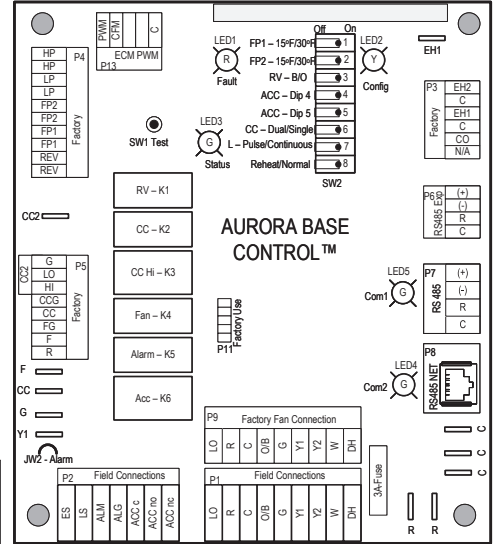 PWM
CFM
C
ECM PWM
P13
LED1
R
Fault
Off On
FP1 – 15ºF/30ºF 1
FP2 – 15ºF/30ºF 2
RV – B/O 3
ACC – Dip 4 4
ACC – Dip 5 5
CC – Dual/Single 6
L – Pulse/Continuous 7
Reheat/Normal 8
SW2
LED2
Y
Config
EH1
P4
HP
HP
LP
LP
FP2
FP2
FP1
FP1
REV
REV
Factory
SW1 Test
LED3
G
Status
P3
EH2
C
EH1
C
CO
N/A
Factory
RV – K1
CC – K2
CC Hi – K3
Fan – K4
Alarm – K5
Acc – K6
AURORA BASE
CONTROL™
P6
RS485 Exp
(+)
(-)
R
C
CC2
CC2
P5
G
LO
HI
CCG
CC
FG
F
R
Factory
Factory Use
P11
LED5
Com1
G
P7
RS 485
(+)
(-)
R
C
P8
RS485 NET
LED4
Com2
G
F
CC
G
Y1
JW2 - Alarm
P9
Factory Fan Connection
LO
R
C
O/B
G
Y1
Y2
W
DH
3A-Fuse
C
C
C
P2
Field Connections
ES
LS
ALM
ALG
ACC c
ACC no
ACC nc
P1
Field Connections
LO
R
C
O/B
G
Y1
Y2
W
DH
R
R